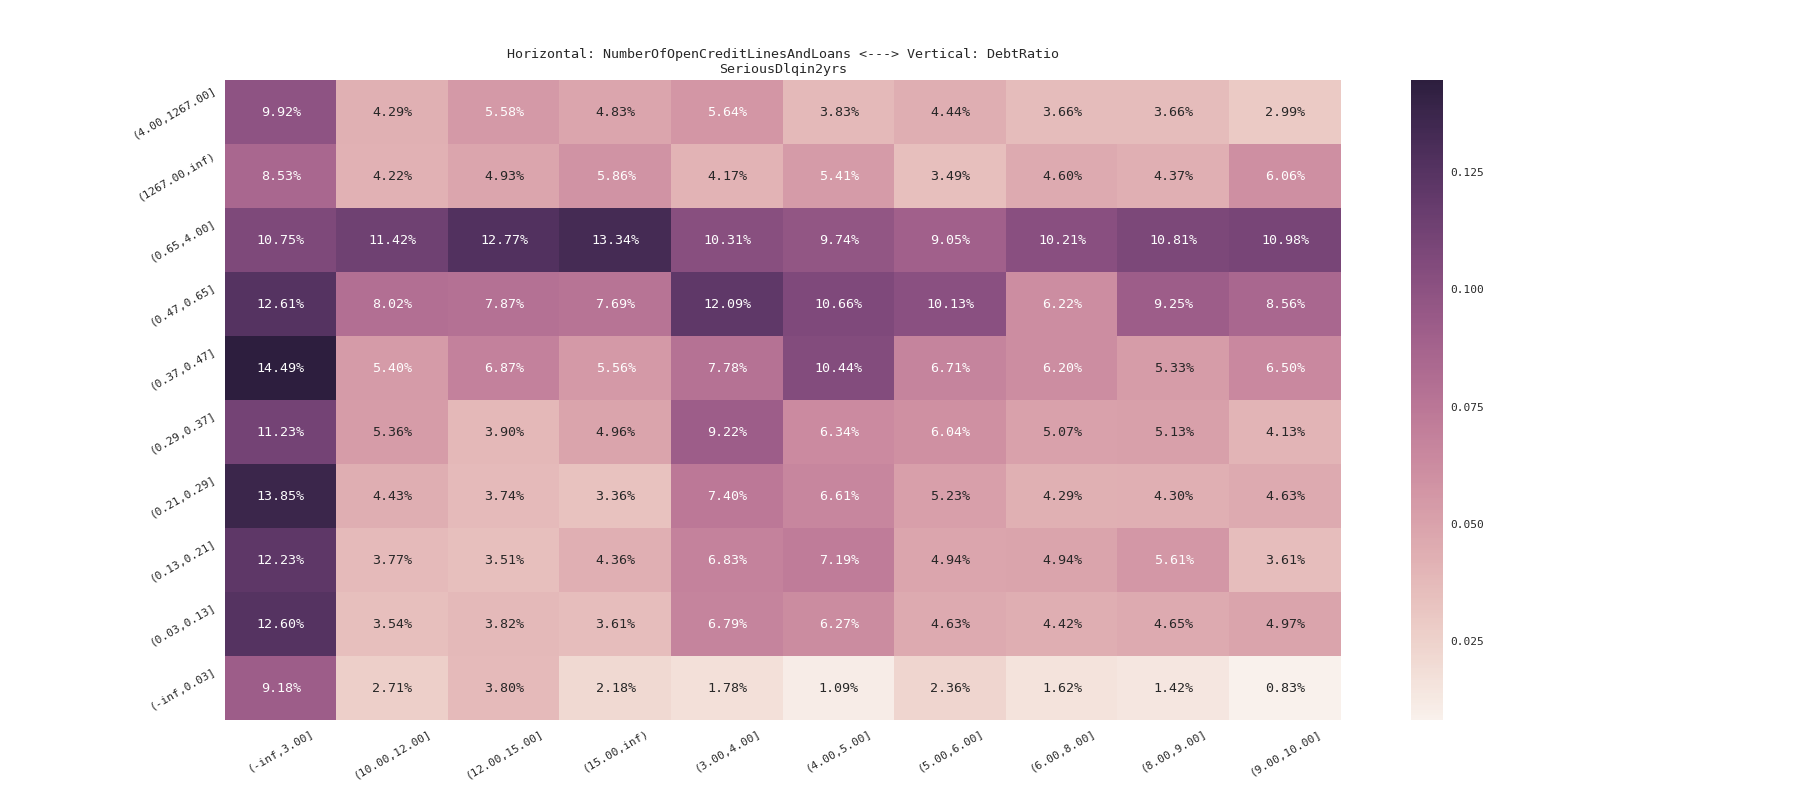 Horizontal: NumberOfOpenCreditLinesAndLoans <---> Vertical: DebtRatio
SeriousDlqin2yrs
(4.00,1267.00] 9.92% 4.29% 5.58% 4.83% 5.64% 3.83% 4.44% 3.66% 3.66% 2.99%
(1267.00,inf) 8.53% 4.22% 4.93% 5.86% 4.17% 5.41% 3.49% 4.60% 4.37% 6.06% 0.125
(0.65,4.00] 10.75% 11.42% 12.77% 13.34% 10.31% 9.74% 9.05% 10.21% 10.81% 10.98%
(0.47,0.65] 12.61% 8.02% 7.87% 7.69% 12.09% 10.66% 10.13% 6.22% 9.25% 8.56% 0.100
(0.37,0.47] 14.49% 5.40% 6.87% 5.56% 7.78% 10.44% 6.71% 6.20% 5.33% 6.50%
0.075
(0.29,0.37] 11.23% 5.36% 3.90% 4.96% 9.22% 6.34% 6.04% 5.07% 5.13% 4.13%
(0.21,0.29] 13.85% 4.43% 3.74% 3.36% 7.40% 6.61% 5.23% 4.29% 4.30% 4.63%
0.050
(0.13,0.21] 12.23% 3.77% 3.51% 4.36% 6.83% 7.19% 4.94% 4.94% 5.61% 3.61%
(0.03,0.13] 12.60% 3.54% 3.82% 3.61% 6.79% 6.27% 4.63% 4.42% 4.65% 4.97%
0.025
(-inf,0.03] 9.18% 2.71% 3.80% 2.18% 1.78% 1.09% 2.36% 1.62% 1.42% 0.83%
(-inf,3.00] (10.00,12.00] (12.00,15.00] (15.00,inf) (3.00,4.00] (4.00,5.00] (5.00,6.00] (6.00,8.00] (8.00,9.00] (9.00,10.00]